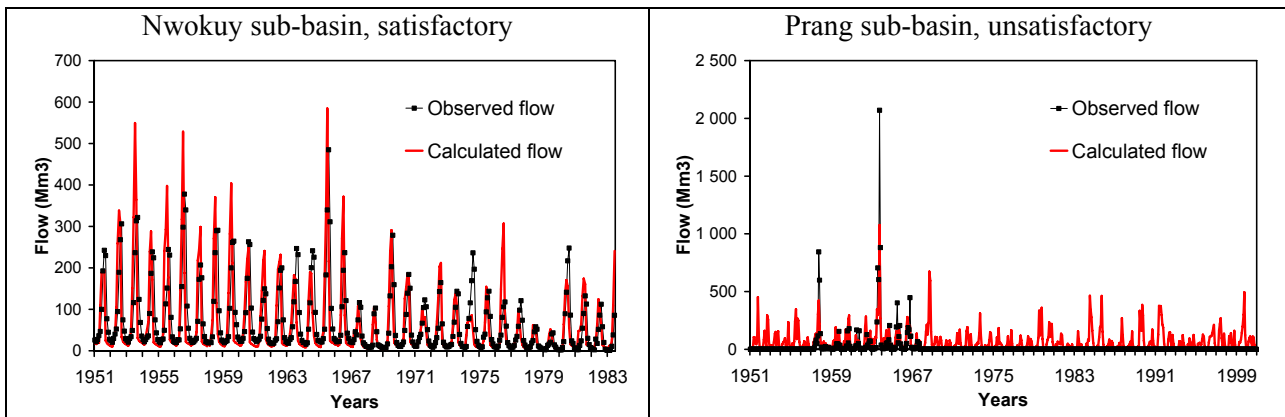 Nwokuy sub-basin, satisfactory
700
600
500
400
300
200
100
0
Flow (Mm3)
Observed flow
Calculated flow
1951 1955 1959 1963 1967 1971 1975 1979 1983
Years
Prang sub-basin, unsatisfactory
2 500
2 000
1 500
1 000
500
0
Flow (Mm3)
Observed flow
Calculated flow
1951 1959 1967 1975 1983 1991 1999
Years